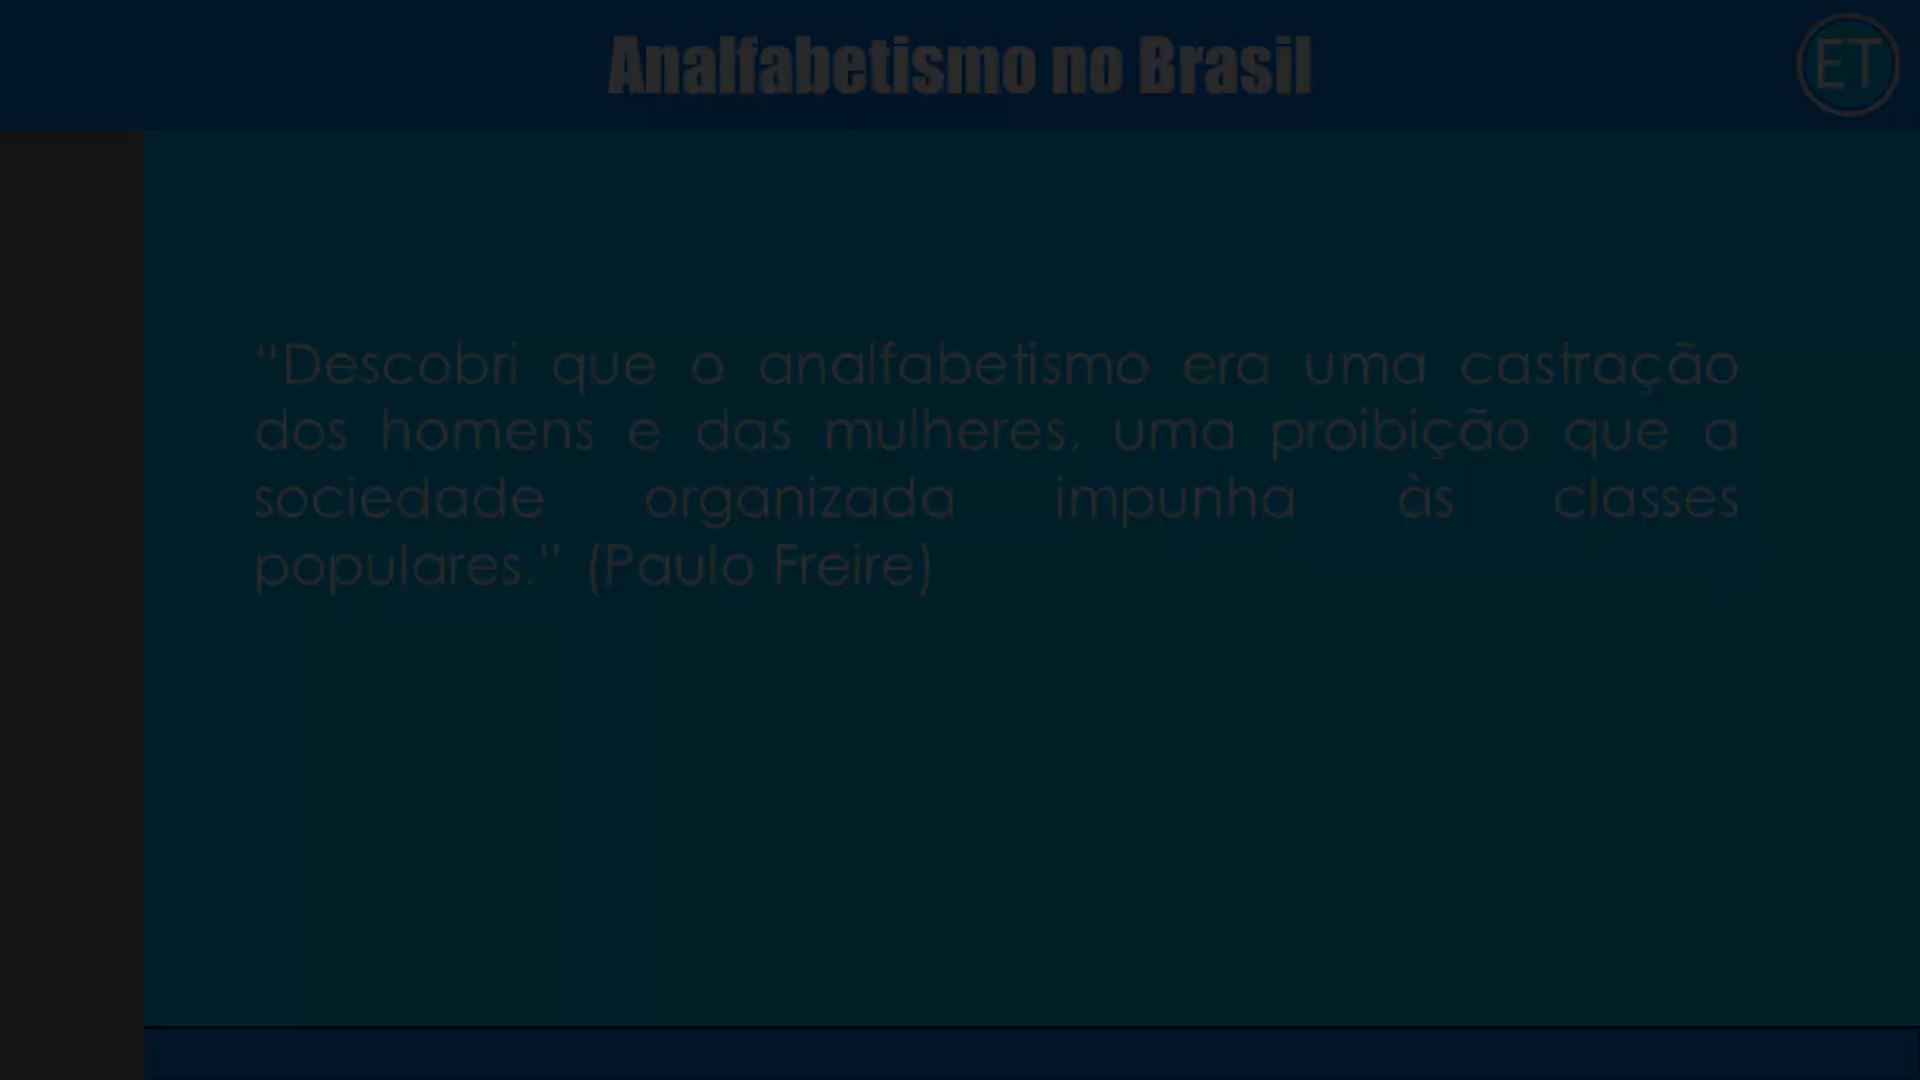 Analfabetismo no Brasil
ET
“Descobri que o analfabetismo era uma castração
dos homens e das mulheres, uma proibição que a
sociedade organizada impunha às classes
populares.” (Paulo Freire)